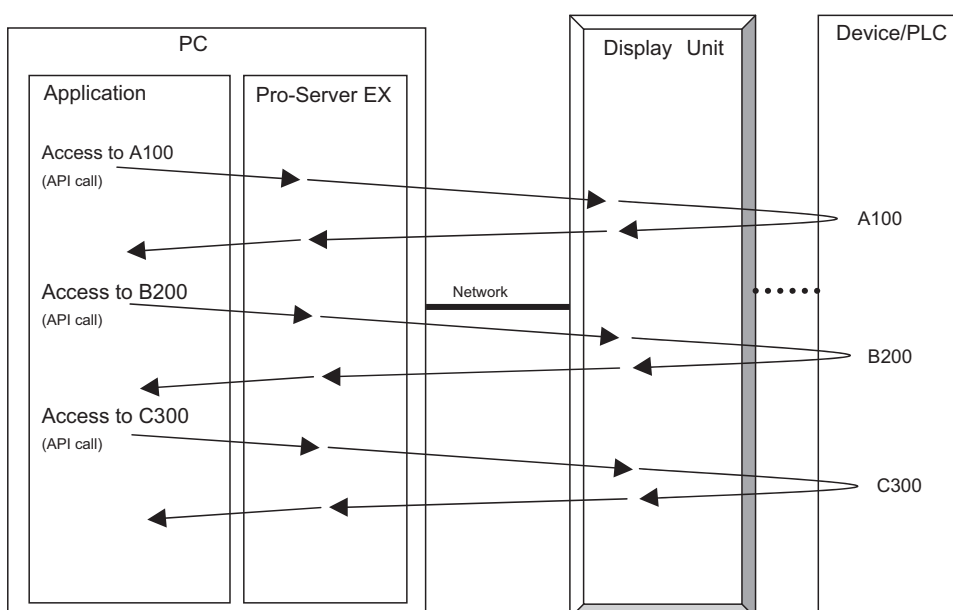 PC
Display Unit
Device/PLC
Application
Pro-Server EX
Access to A100
(API call)
A100
Access to B200
(API call)
Network
B200
Access to C300
(API call)
C300